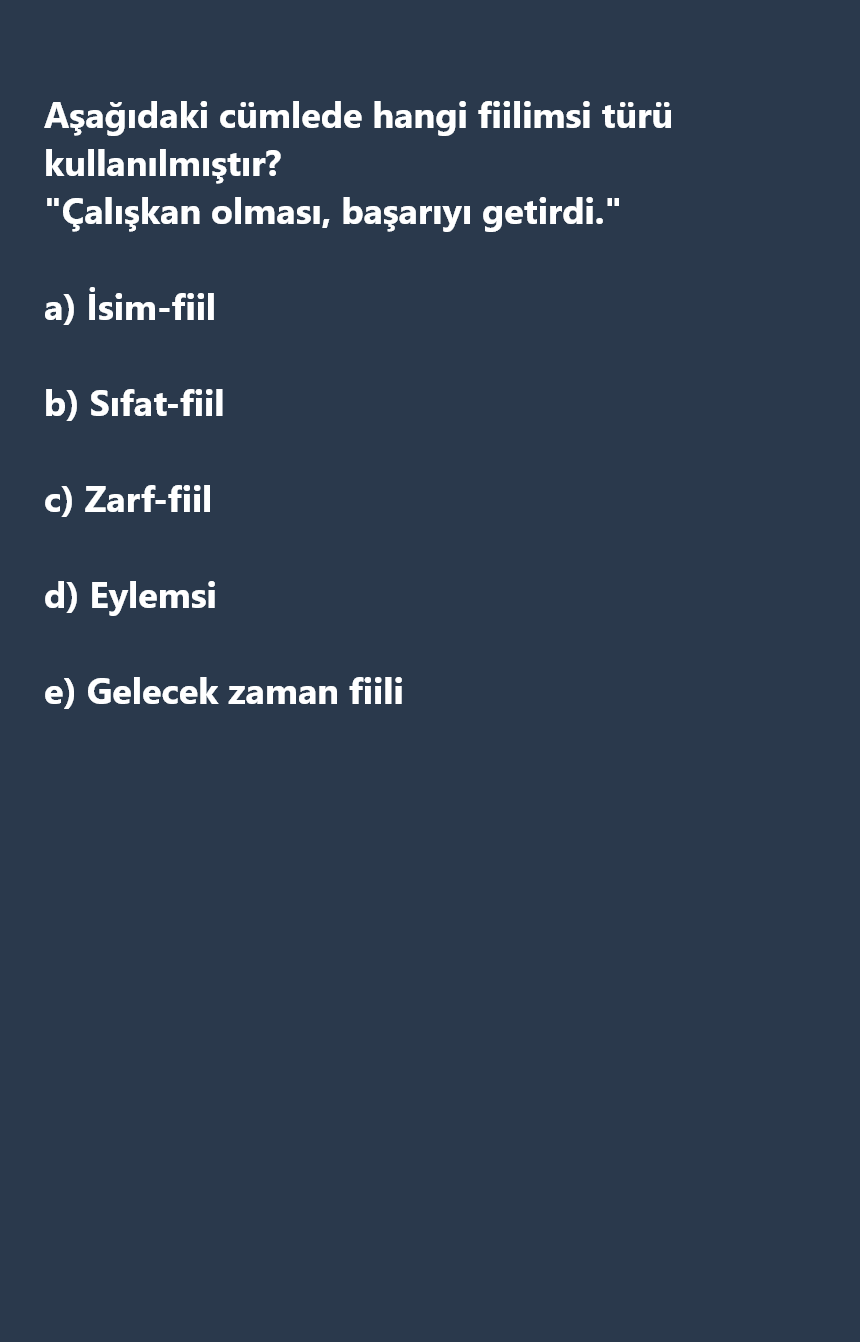 Aşağıdaki cümlede hangi fiilimsi türü
kullanılmıştır?
"Çalışkan olması, başarıyı getirdi."
a) İsim-fiil
b) Sıfat-fiil
c) Zarf-fiil
d) Eylemsi
e) Gelecek zaman fiili